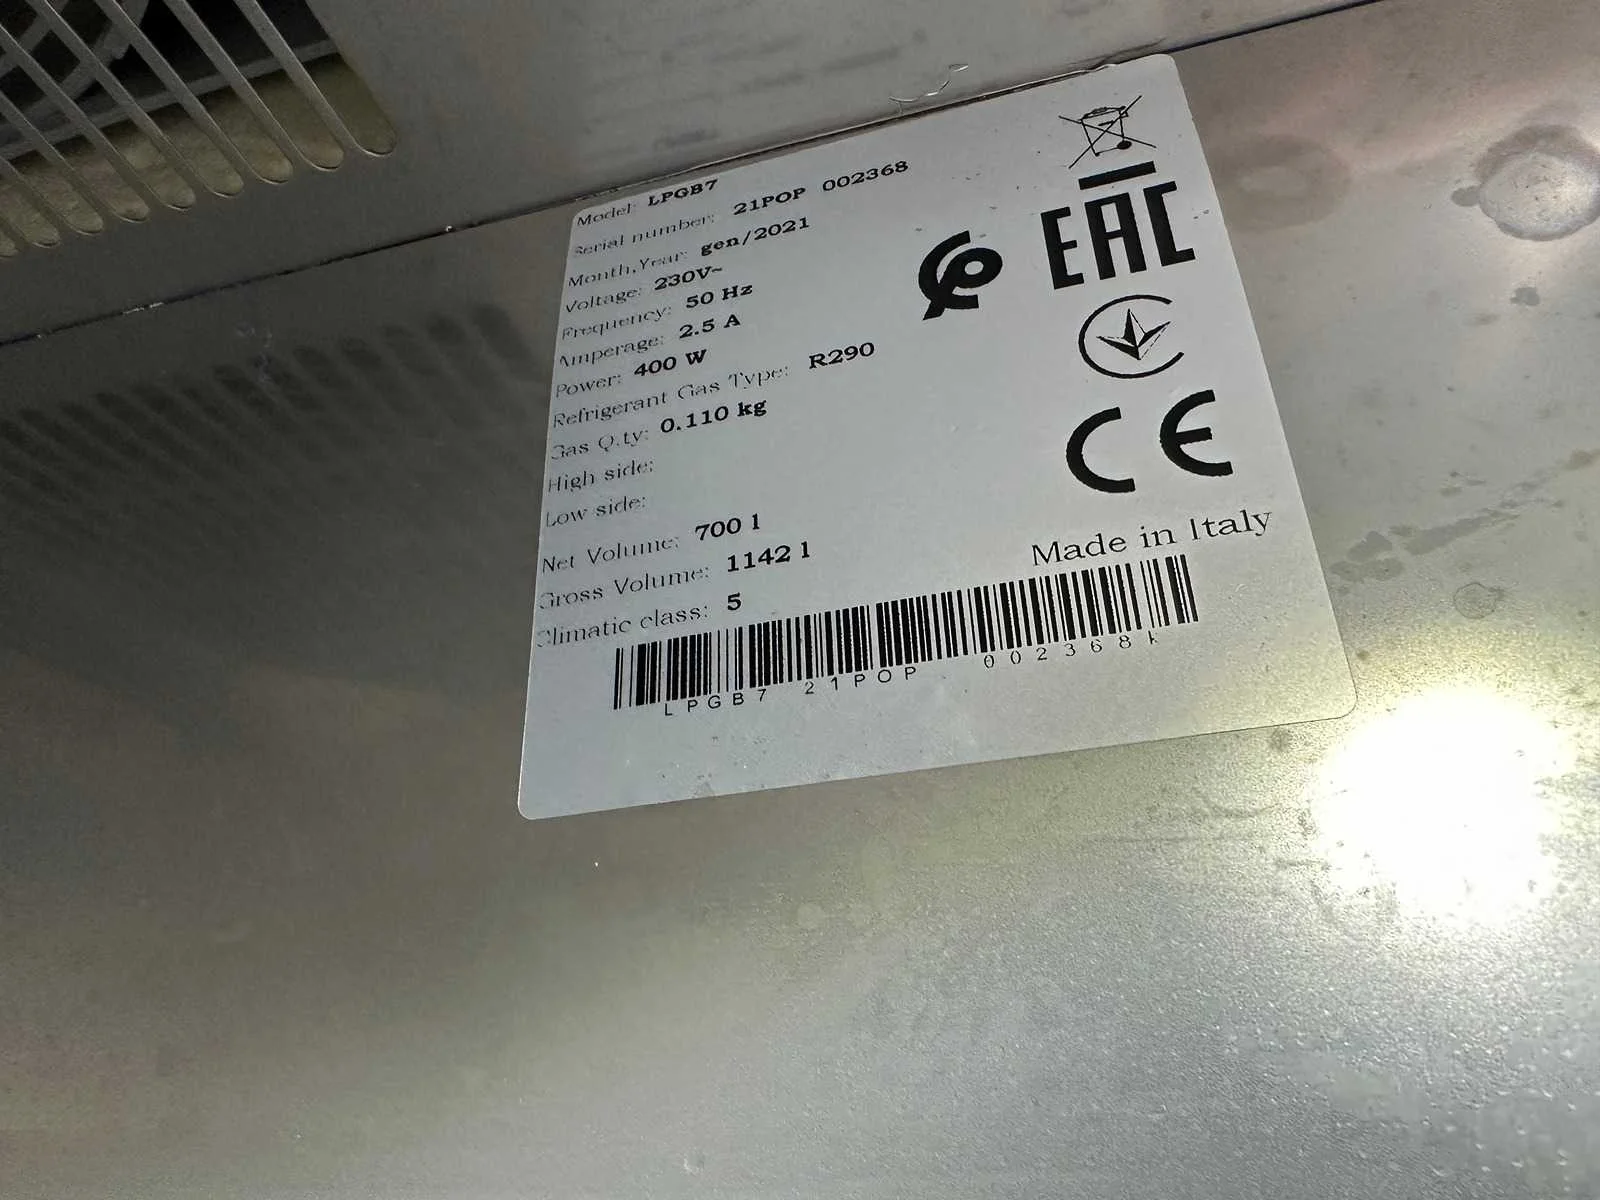 Model: LPGB7
Serial number: 21POP 002368
Month,Year: gen/2021
Voltage: 230V~
Frequency: 50 Hz
Amperage: 2.5 A
Power: 400 W
Refrigerant Gas Type: R290
Gas Q.ty: 0.110 kg
High side:
Low side:
Net Volume: 700 l
Gross Volume: 1142 l
Climatic class: 5
EAC
CE
Made in Italy
LPGB7 21POP 002368